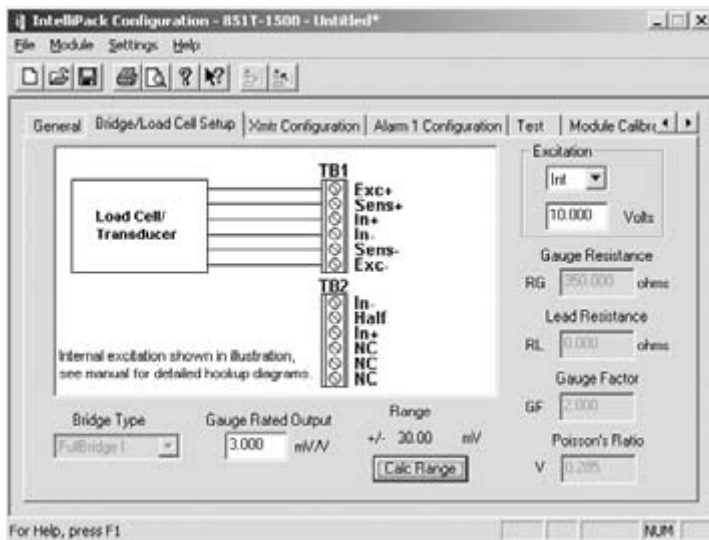 IntelliPack Configuration - 851T-1500 - Untitled*
File Module Settings Help
General Bridge/Load Cell Setup Xmtr Configuration Alarm 1 Configuration Test Module Calibra
TB1
Load Cell/
Transducer
Exc+
Sens+
In+
In-
Sens-
Exc-
TB2
In-
Half
In+
NC
NC
NC
Internal excitation shown in illustration,
see manual for detailed hookup diagrams.
Excitation
Int
10.000 Volts
Gauge Resistance
RG 350.000 ohms
Lead Resistance
RL 0.000 ohms
Gauge Factor
GF 2.000
Poisson's Ratio
V 0.285
Bridge Type
FullBridge I
Gauge Rated Output
3.000 mV/V
Range
+/- 30.00 mV
Calc Range
For Help, press F1
NUM